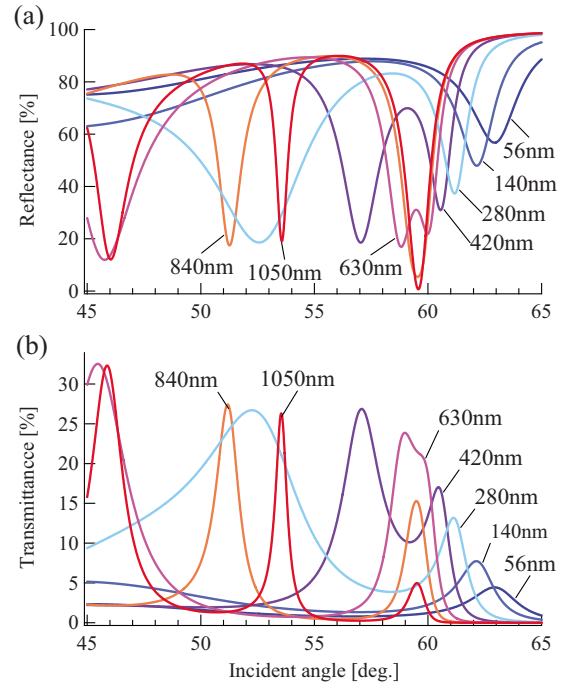 (a)
100
80
60
40
20
0
Reflectance [%]
56nm
140nm
280nm
420nm
840nm
1050nm
630nm
45
50
55
60
65
(b)
30
25
20
15
10
5
0
Transmittancce [%]
840nm
1050nm
630nm
420nm
280nm
140nm
56nm
45
50
55
60
65
Incident angle [deg.]